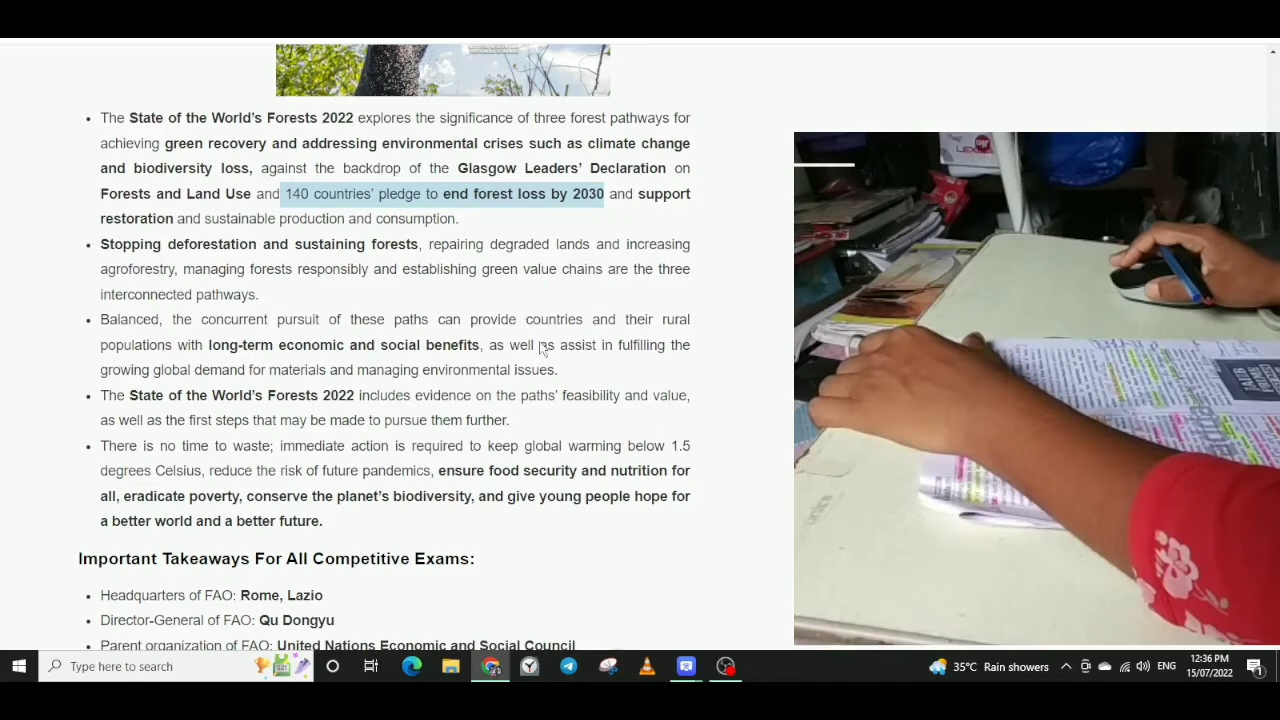 The State of the World's Forests 2022 explores the significance of three forest pathways for
achieving green recovery and addressing environmental crises such as climate change
and biodiversity loss, against the backdrop of the Glasgow Leaders' Declaration on
Forests and Land Use and 140 countries' pledge to end forest loss by 2030 and support
restoration and sustainable production and consumption.
Stopping deforestation and sustaining forests, repairing degraded lands and increasing
agroforestry, managing forests responsibly and establishing green value chains are the three
interconnected pathways.
Balanced, the concurrent pursuit of these paths can provide countries and their rural
populations with long-term economic and social benefits, as well as assist in fulfilling the
growing global demand for materials and managing environmental issues.
The State of the World's Forests 2022 includes evidence on the paths' feasibility and value,
as well as the first steps that may be made to pursue them further.
There is no time to waste; immediate action is required to keep global warming below 1.5
degrees Celsius, reduce the risk of future pandemics, ensure food security and nutrition for
all, eradicate poverty, conserve the planet's biodiversity, and give young people hope for
a better world and a better future.
Important Takeaways For All Competitive Exams:
Headquarters of FAO: Rome, Lazio
Director-General of FAO: Qu Dongyu
Parent organization of FAO: United Nations Economic and Social Council
Type here to search
35°C Rain showers
ENG
12:36 PM
15/07/2022